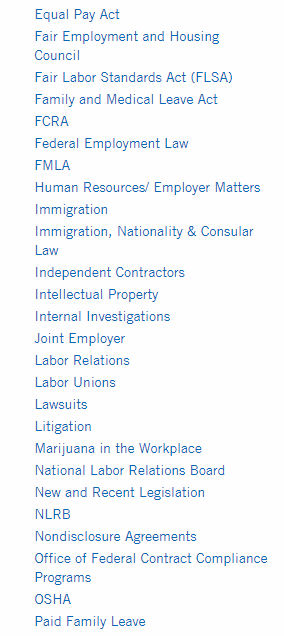 Equal Pay Act
Fair Employment and Housing
Council
Fair Labor Standards Act (FLSA)
Family and Medical Leave Act
FCRA
Federal Employment Law
FMLA
Human Resources/ Employer Matters
Immigration
Immigration, Nationality & Consular
Law
Independent Contractors
Intellectual Property
Internal Investigations
Joint Employer
Labor Relations
Labor Unions
Lawsuits
Litigation
Marijuana in the Workplace
National Labor Relations Board
New and Recent Legislation
NLRB
Nondisclosure Agreements
Office of Federal Contract Compliance
Programs
OSHA
Paid Family Leave